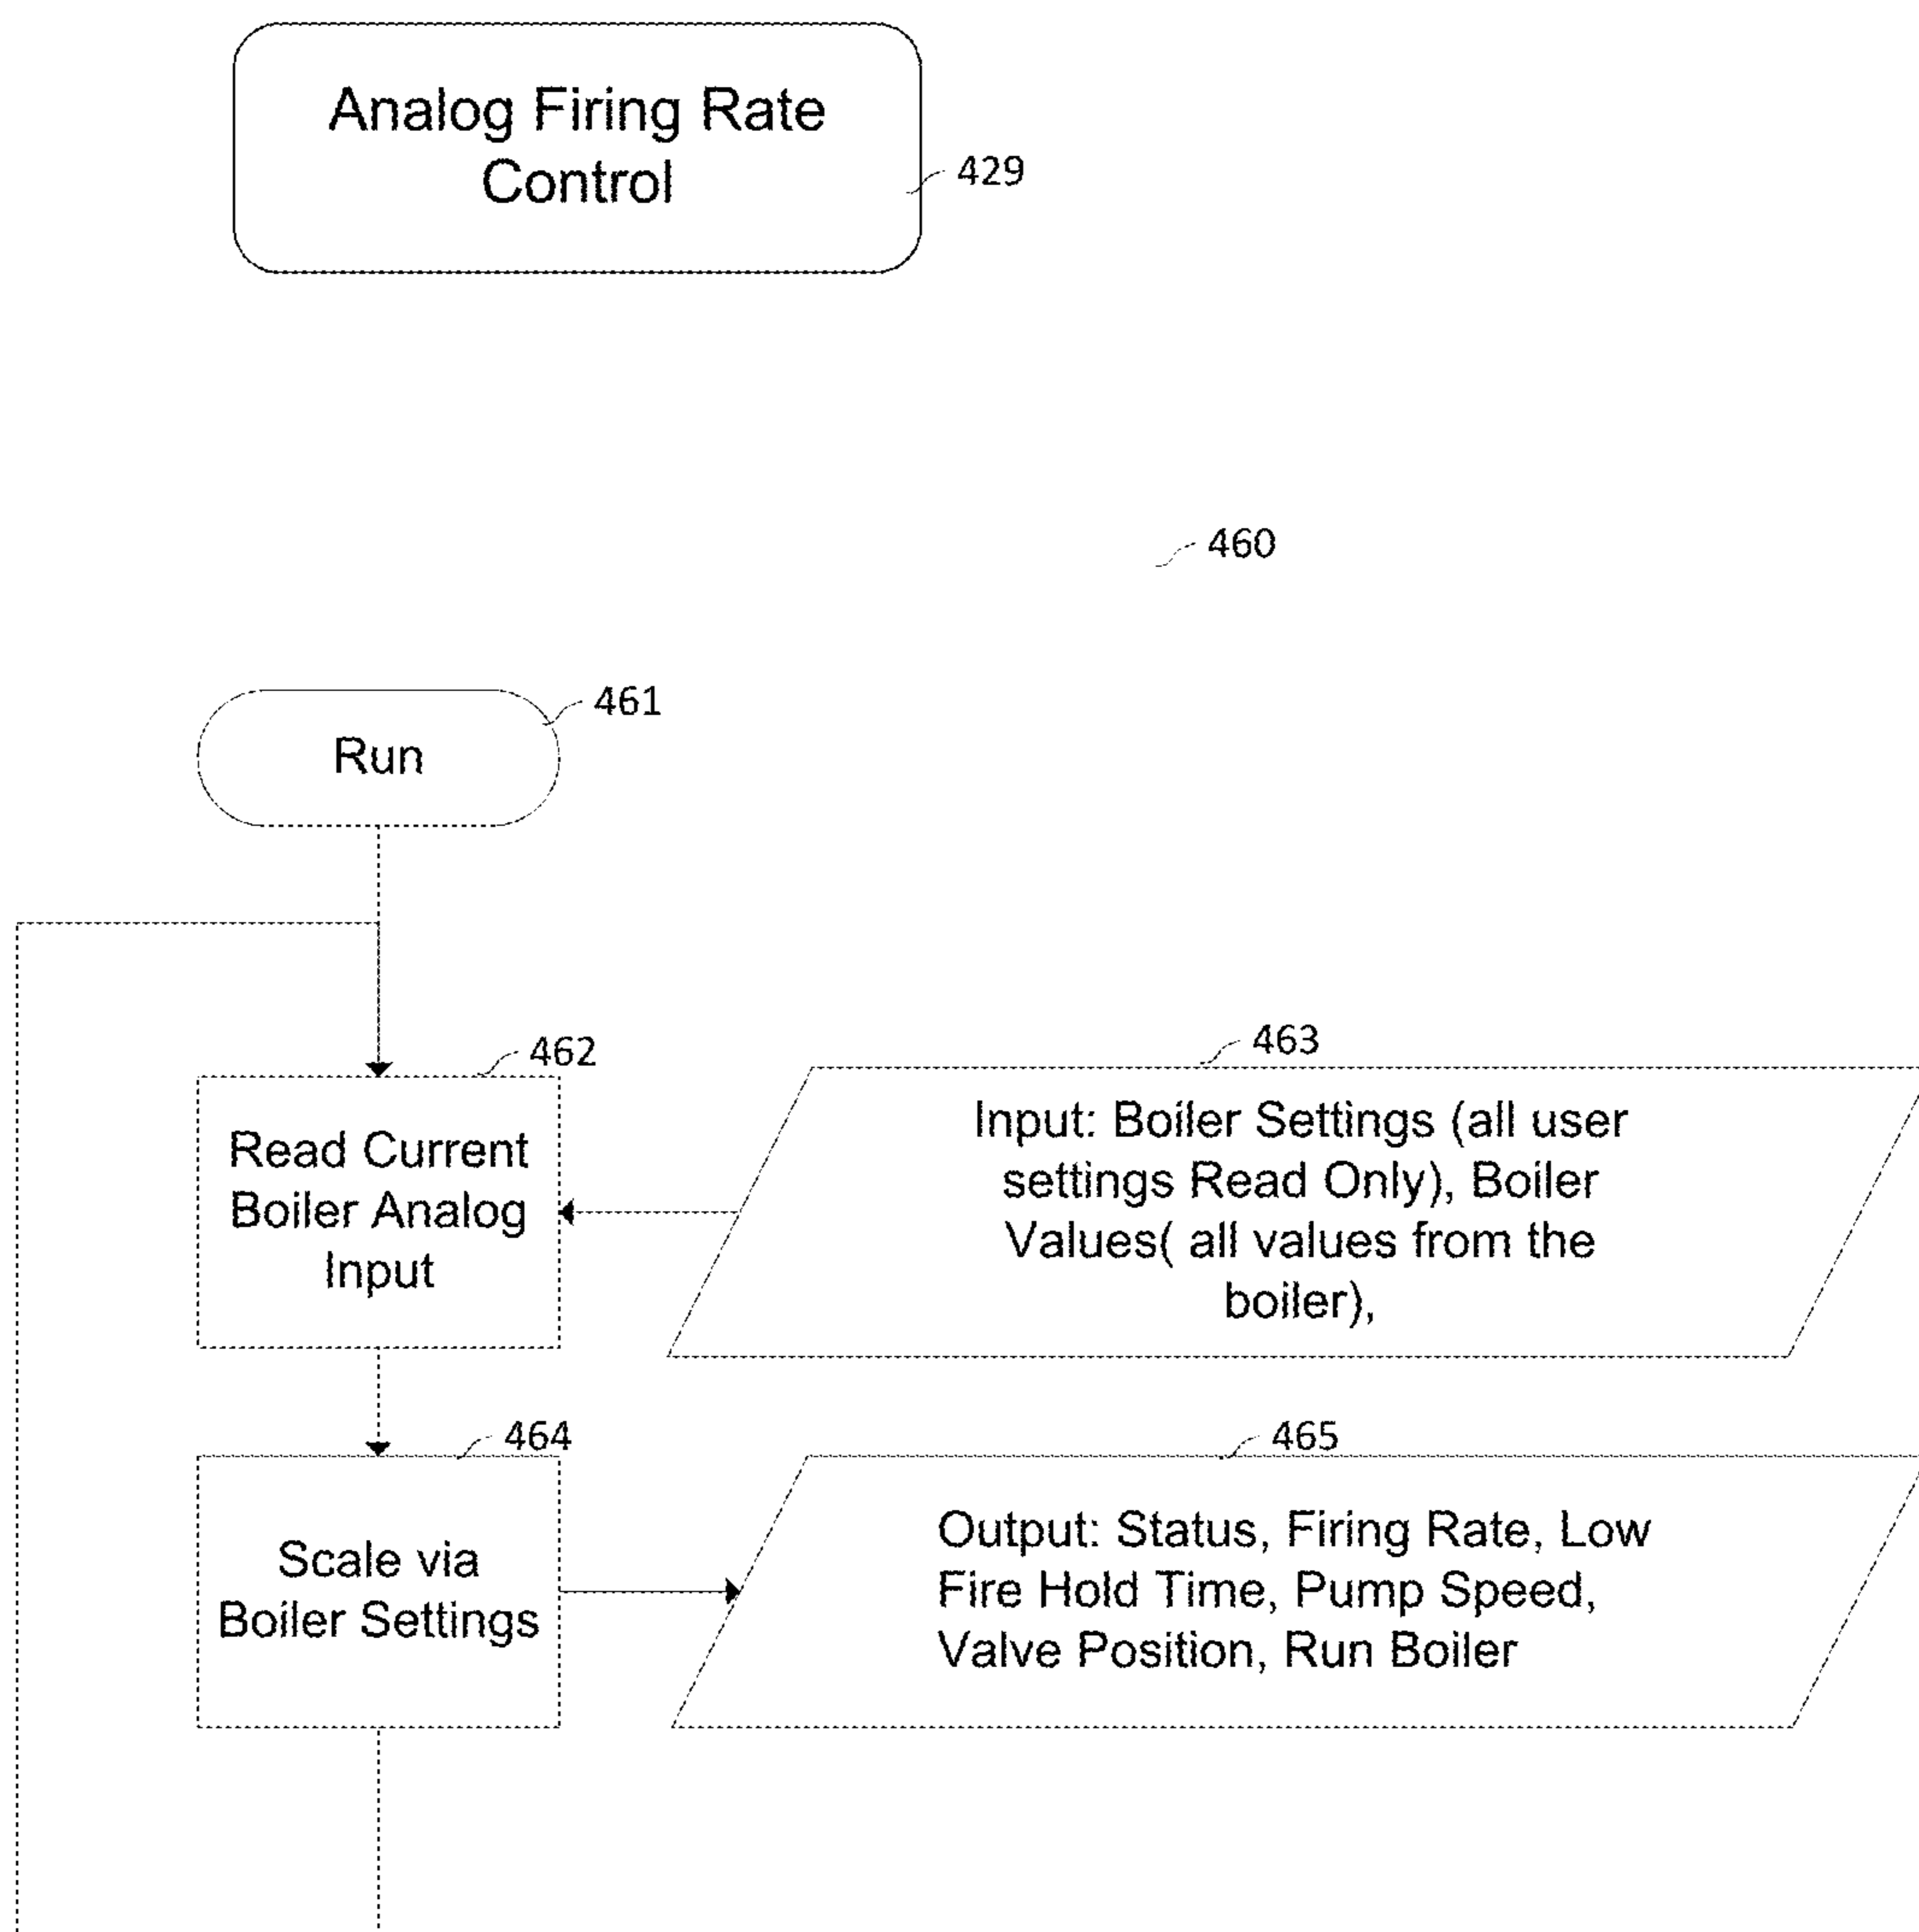 Analog Firing Rate
Control
429
460
461
Run
462
Read Current
Boiler Analog
Input
463
Input: Boiler Settings (all user
settings Read Only), Boiler
Values( all values from the
boiler),
464
Scale via
Boiler Settings
465
Output: Status, Firing Rate, Low
Fire Hold Time, Pump Speed,
Valve Position, Run Boiler